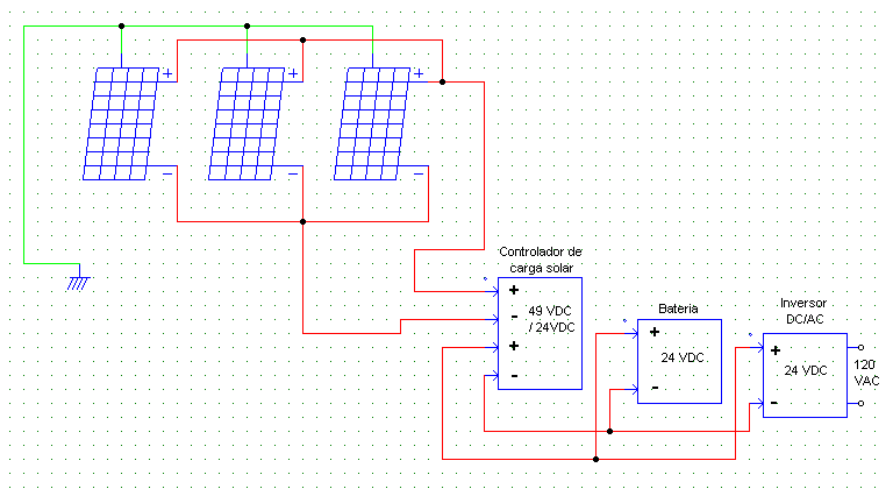 +
+
+
−
−
−
Controlador de
carga solar
+
-
49 VDC
/ 24VDC
+
-
Bateria
+
24 VDC
-
Inversor
DC/AC
+
24 VDC
-
120
VAC